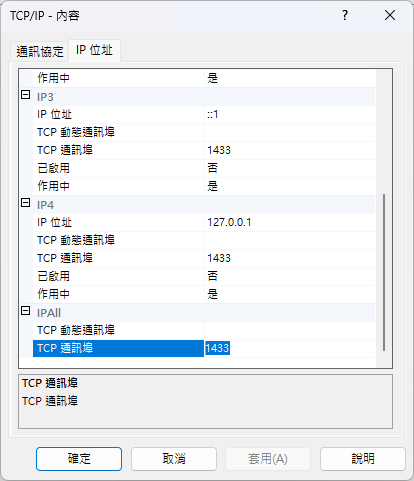 TCP/IP - 內容
通訊協定 IP 位址
作用中 是
IP3
IP 位址 ::1
TCP 動態通訊埠
TCP 通訊埠 1433
已啟用 否
作用中 是
IP4
IP 位址 127.0.0.1
TCP 動態通訊埠
TCP 通訊埠 1433
已啟用 否
作用中 是
IPAll
TCP 動態通訊埠
TCP 通訊埠 1433
TCP 通訊埠
TCP 通訊埠
確定 取消 套用(A) 說明